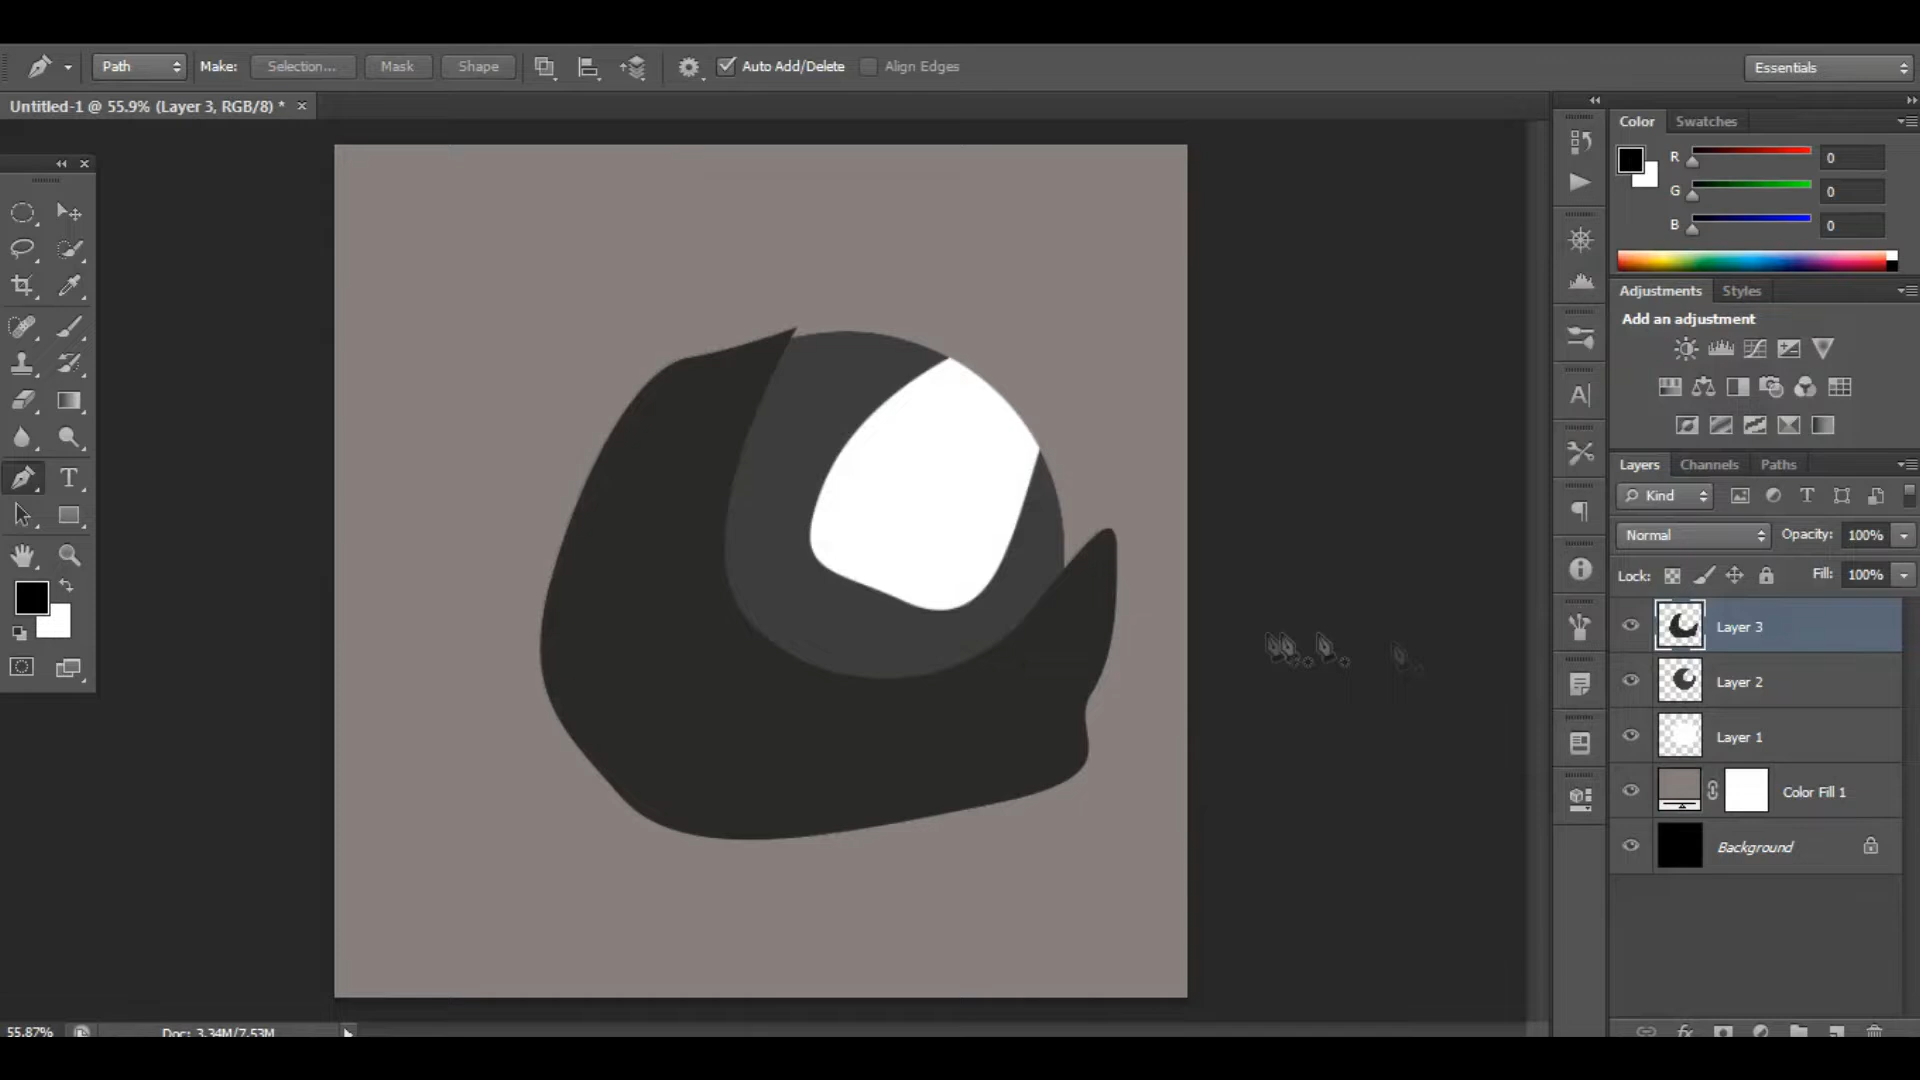 Path Make: Selection... Mask Shape Auto Add/Delete Align Edges Essentials
Untitled-1 @ 55.9% (Layer 3, RGB/8) * ×
Color Swatches
R 0
G 0
B 0
Adjustments Styles
Add an adjustment
Layers Channels Paths
Kind
Normal Opacity: 100%
Lock: Fill: 100%
Layer 3
Layer 2
Layer 1
Color Fill 1
Background
55.87% Doc: 3.34M/7.53M